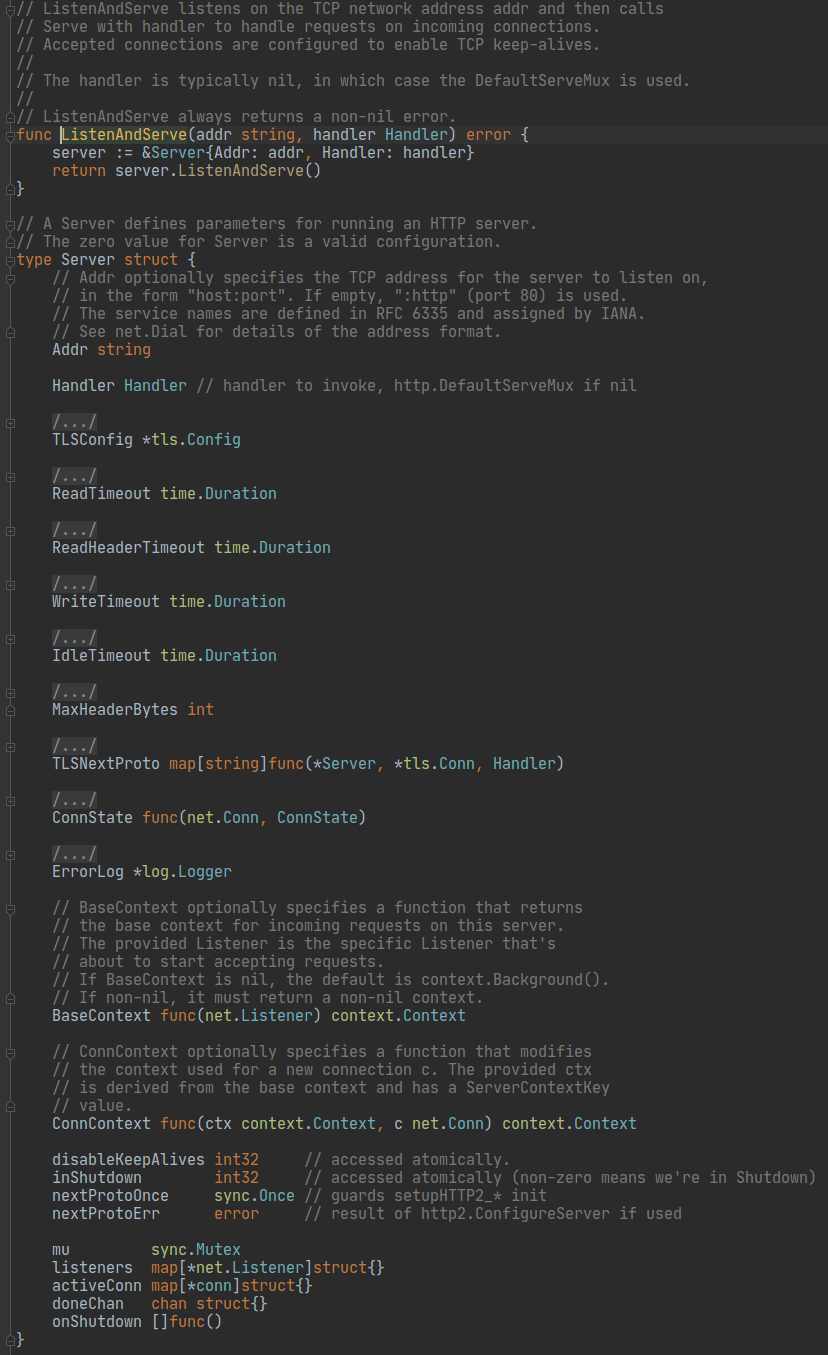 // ListenAndServe listens on the TCP network address addr and then calls
// Serve with handler to handle requests on incoming connections.
// Accepted connections are configured to enable TCP keep-alives.
//
// The handler is typically nil, in which case the DefaultServeMux is used.
//
// ListenAndServe always returns a non-nil error.
func ListenAndServe(addr string, handler Handler) error {
    server := &Server{Addr: addr, Handler: handler}
    return server.ListenAndServe()
}

// A Server defines parameters for running an HTTP server.
// The zero value for Server is a valid configuration.
type Server struct {
    // Addr optionally specifies the TCP address for the server to listen on,
    // in the form "host:port". If empty, ":http" (port 80) is used.
    // The service names are defined in RFC 6335 and assigned by IANA.
    // See net.Dial for details of the address format.
    Addr string

    Handler Handler // handler to invoke, http.DefaultServeMux if nil

    /.../
    TLSConfig *tls.Config

    /.../
    ReadTimeout time.Duration

    /.../
    ReadHeaderTimeout time.Duration

    /.../
    WriteTimeout time.Duration

    /.../
    IdleTimeout time.Duration

    /.../
    MaxHeaderBytes int

    /.../
    TLSNextProto map[string]func(*Server, *tls.Conn, Handler)

    /.../
    ConnState func(net.Conn, ConnState)

    /.../
    ErrorLog *log.Logger

    // BaseContext optionally specifies a function that returns
    // the base context for incoming requests on this server.
    // The provided Listener is the specific Listener that's
    // about to start accepting requests.
    // If BaseContext is nil, the default is context.Background().
    // If non-nil, it must return a non-nil context.
    BaseContext func(net.Listener) context.Context

    // ConnContext optionally specifies a function that modifies
    // the context used for a new connection c. The provided ctx
    // is derived from the base context and has a ServerContextKey
    // value.
    ConnContext func(ctx context.Context, c net.Conn) context.Context

    disableKeepAlives int32     // accessed atomically.
    inShutdown        int32     // accessed atomically (non-zero means we're in Shutdown)
    nextProtoOnce     sync.Once // guards setupHTTP2_* init
    nextProtoErr      error     // result of http2.ConfigureServer if used

    mu         sync.Mutex
    listeners  map[*net.Listener]struct{}
    activeConn map[*conn]struct{}
    doneChan   chan struct{}
    onShutdown []func()
}